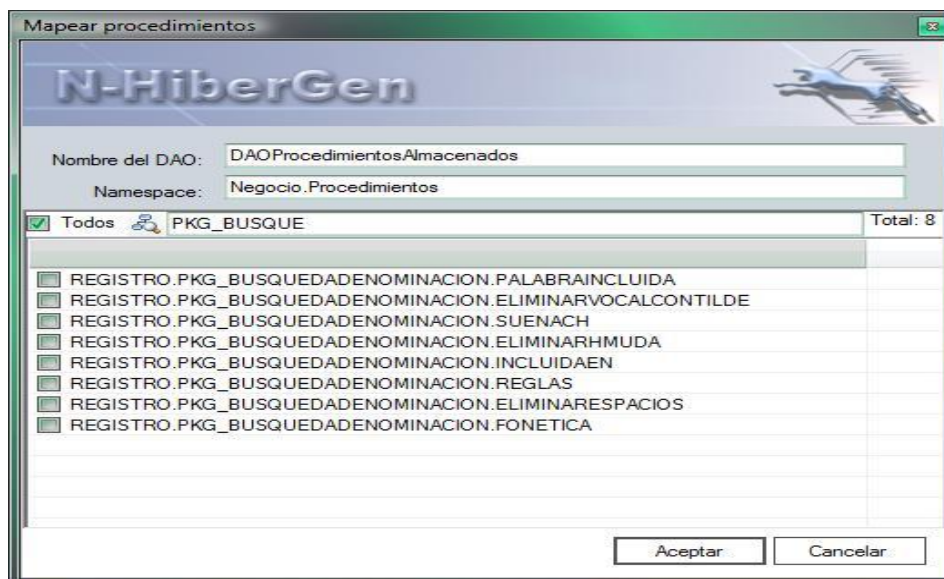 Mapear procedimientos
N-HiberGen
Nombre del DAO: DAOProcedimientosAlmacenados
Namespace: Negocio.Procedimientos
Todos PKG_BUSQUE Total: 8
REGISTRO.PKG_BUSQUEDADENOMINACION.PALABRAINCLUIDA
REGISTRO.PKG_BUSQUEDADENOMINACION.ELIMINARVOCALCONTILDE
REGISTRO.PKG_BUSQUEDADENOMINACION.SUENACH
REGISTRO.PKG_BUSQUEDADENOMINACION.ELIMINARHMUDA
REGISTRO.PKG_BUSQUEDADENOMINACION.INCLUIDAEN
REGISTRO.PKG_BUSQUEDADENOMINACION.REGLAS
REGISTRO.PKG_BUSQUEDADENOMINACION.ELIMINARESPACIOS
REGISTRO.PKG_BUSQUEDADENOMINACION.FONETICA
Aceptar Cancelar